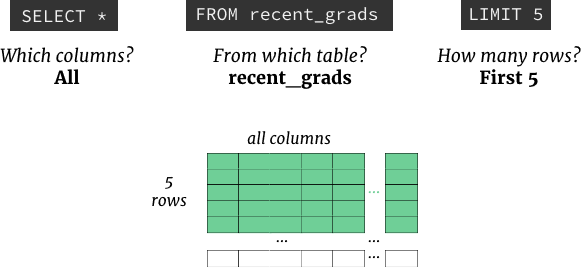 SELECT * FROM recent_grads LIMIT 5
Which columns? From which table? How many rows?
All recent_grads First 5
all columns
5
rows
...
... ...
...